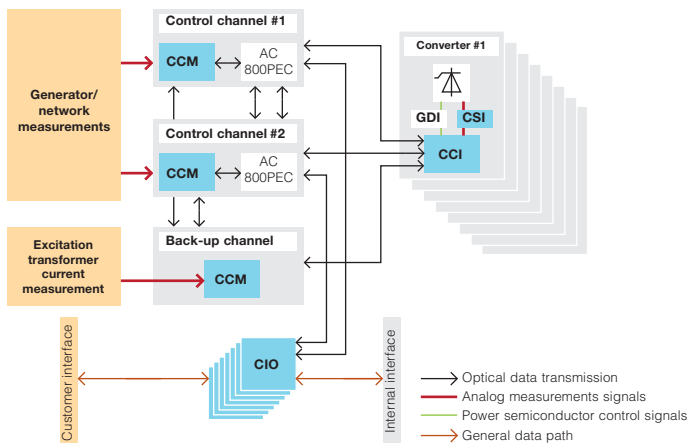 Control channel #1
CCM
AC
800PEC
Generator/
network
measurements
Control channel #2
CCM
AC
800PEC
Excitation
transformer
current
measurement
Back-up channel
CCM
Converter #1
GDI
CSI
CCI
Customer interface
CIO
Internal interface
Optical data transmission
Analog measurements signals
Power semiconductor control signals
General data path